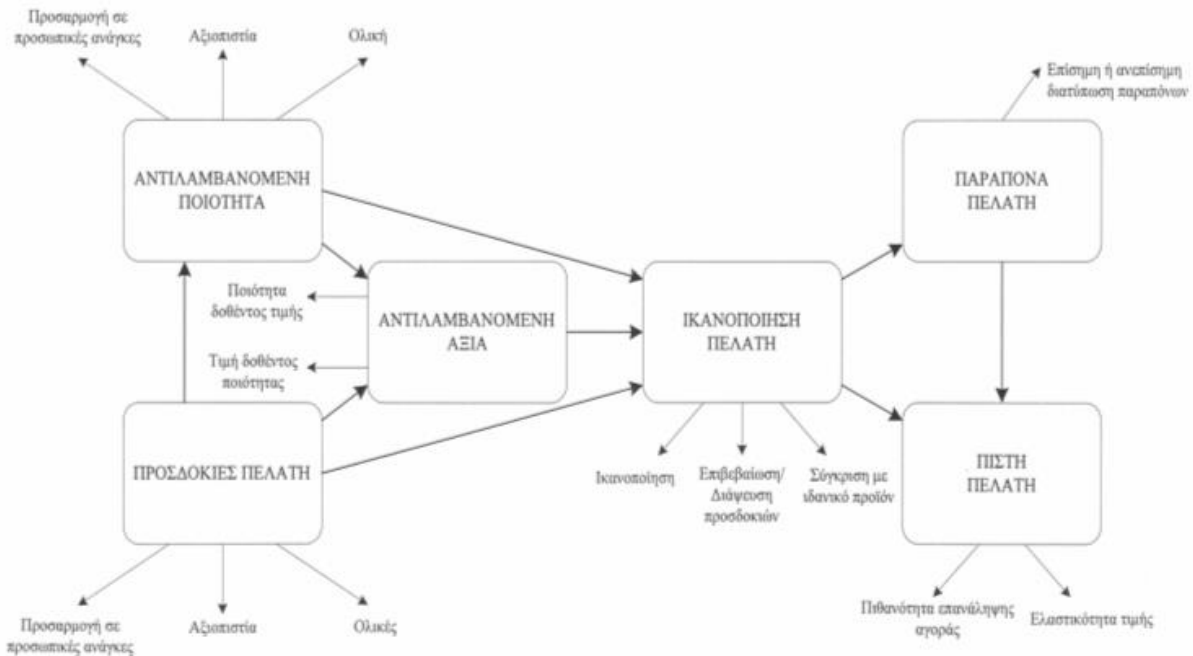 Προσαρμογή σε
προσωπικές ανάγκες
Αξιοπιστία
Ολική
Επίσημη ή ανεπίσημη
διατύπωση παραπόνων
ΑΝΤΙΛΑΜΒΑΝΟΜΕΝΗ
ΠΟΙΟΤΗΤΑ
ΠΑΡΑΠΟΝΑ
ΠΕΛΑΤΗ
Ποιότητα
δοθέντος τιμής
ΑΝΤΙΛΑΜΒΑΝΟΜΕΝΗ
ΑΞΙΑ
ΙΚΑΝΟΠΟΙΗΣΗ
ΠΕΛΑΤΗ
Τιμή δοθέντος
ποιότητας
ΠΡΟΣΔΟΚΙΕΣ ΠΕΛΑΤΗ
Ικανοποίηση
Επιβεβαίωση/
Διάψευση
προσδοκιών
Σύγκριση με
ιδανικό προϊόν
ΠΙΣΤΗ
ΠΕΛΑΤΗ
Προσαρμογή σε
προσωπικές ανάγκες
Αξιοπιστία
Ολικές
Πιθανότητα επανάληψης
αγοράς
Ελαστικότητα τιμής